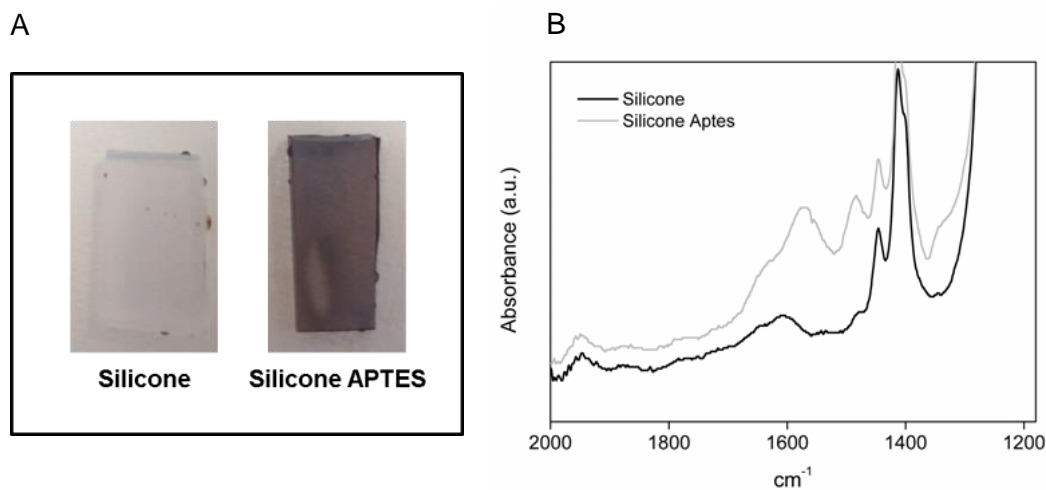 A
Silicone
Silicone APTES
B
Silicone
Silicone Aptes
Absorbance (a.u.)
2000 1800 1600 1400 1200
cm⁻¹